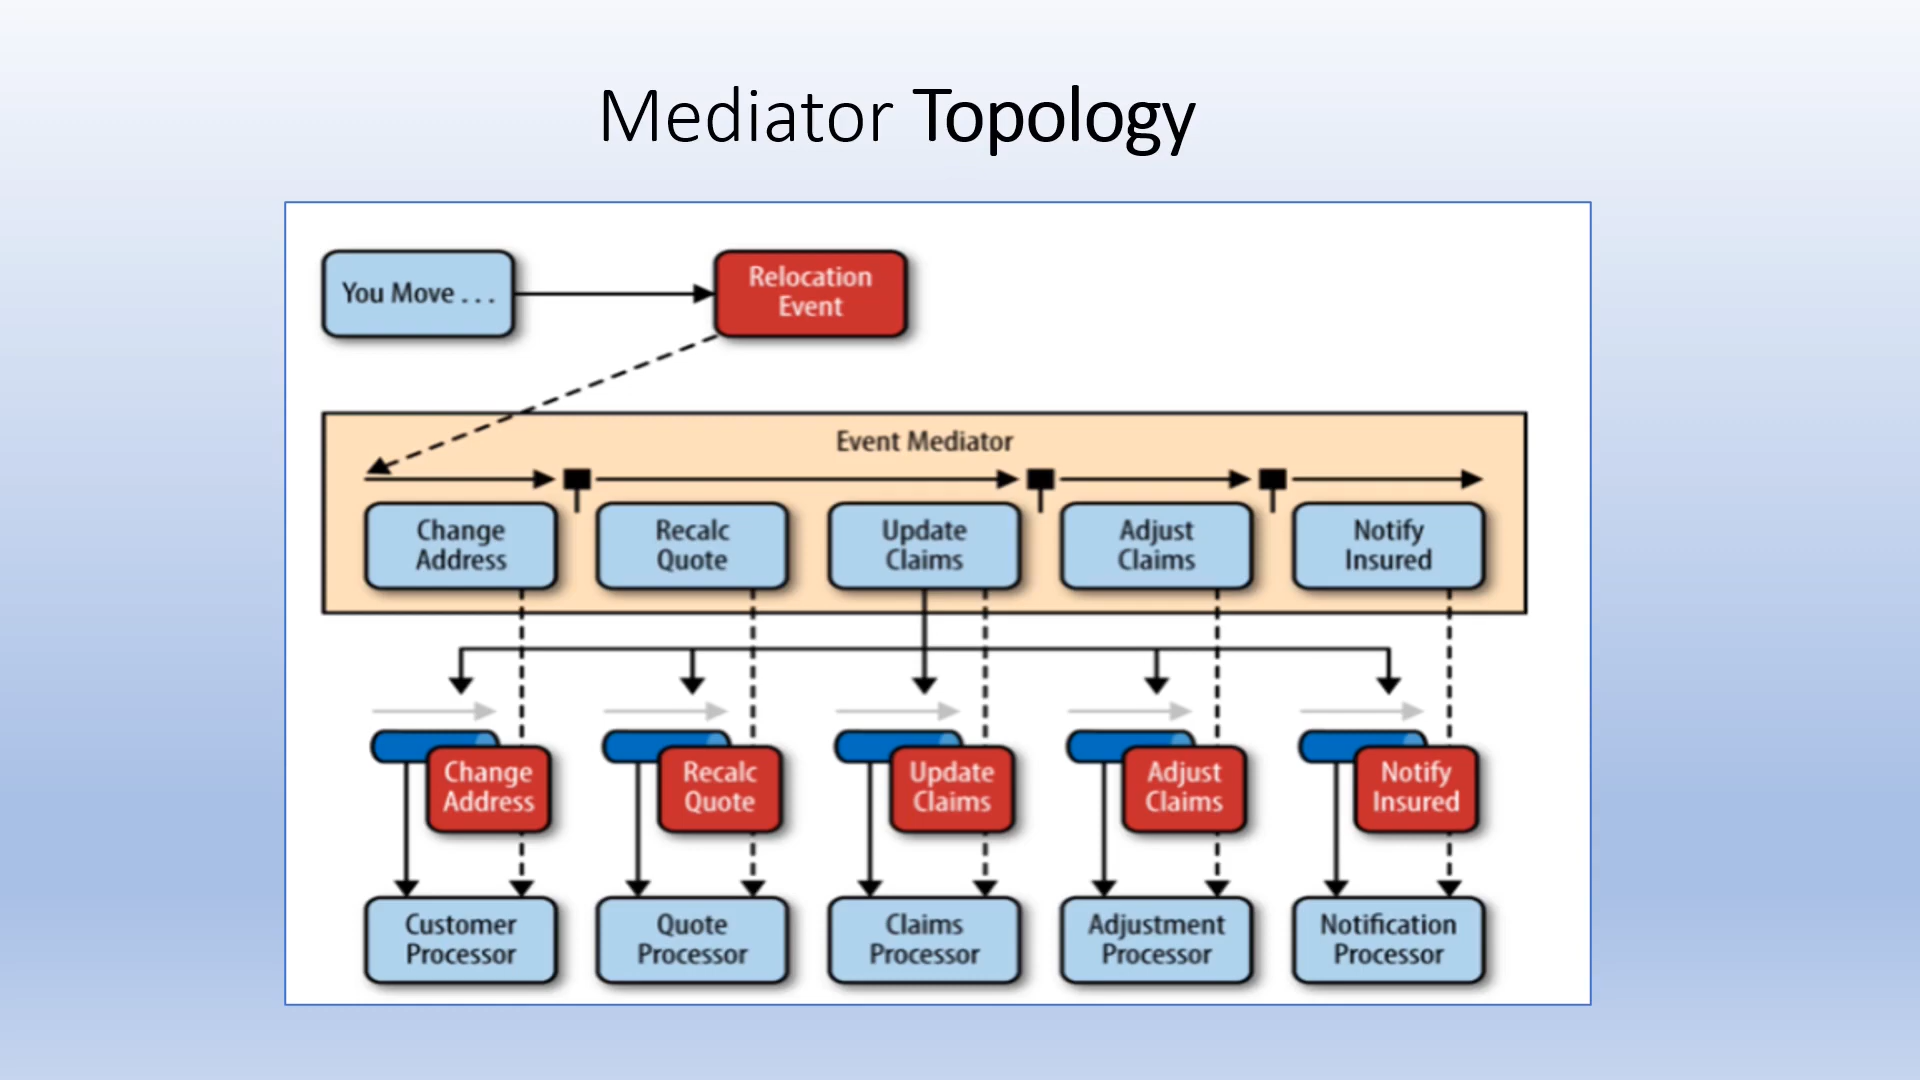 Mediator Topology
You Move . . .
Relocation
Event
Event Mediator
Change
Address
Recalc
Quote
Update
Claims
Adjust
Claims
Notify
Insured
Change
Address
Recalc
Quote
Update
Claims
Adjust
Claims
Notify
Insured
Customer
Processor
Quote
Processor
Claims
Processor
Adjustment
Processor
Notification
Processor